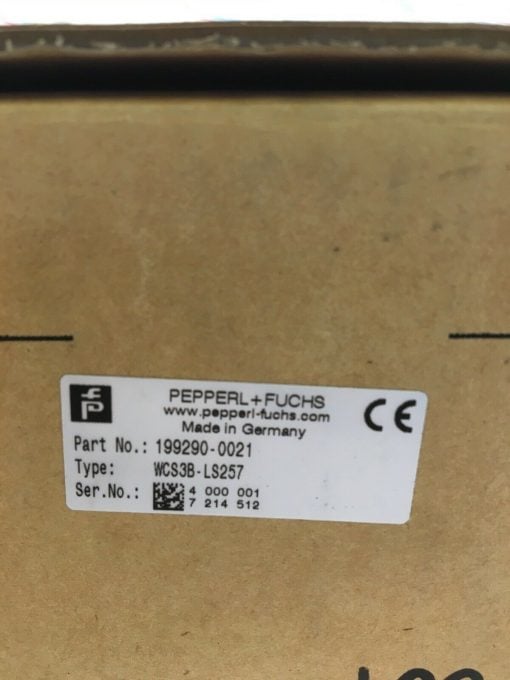 PEPPERL+FUCHS
www.pepperl-fuchs.com
Made in Germany
CE
Part No.: 199290-0021
Type: WCS3B-LS257
Ser.No.: 4 000 001
7 214 512